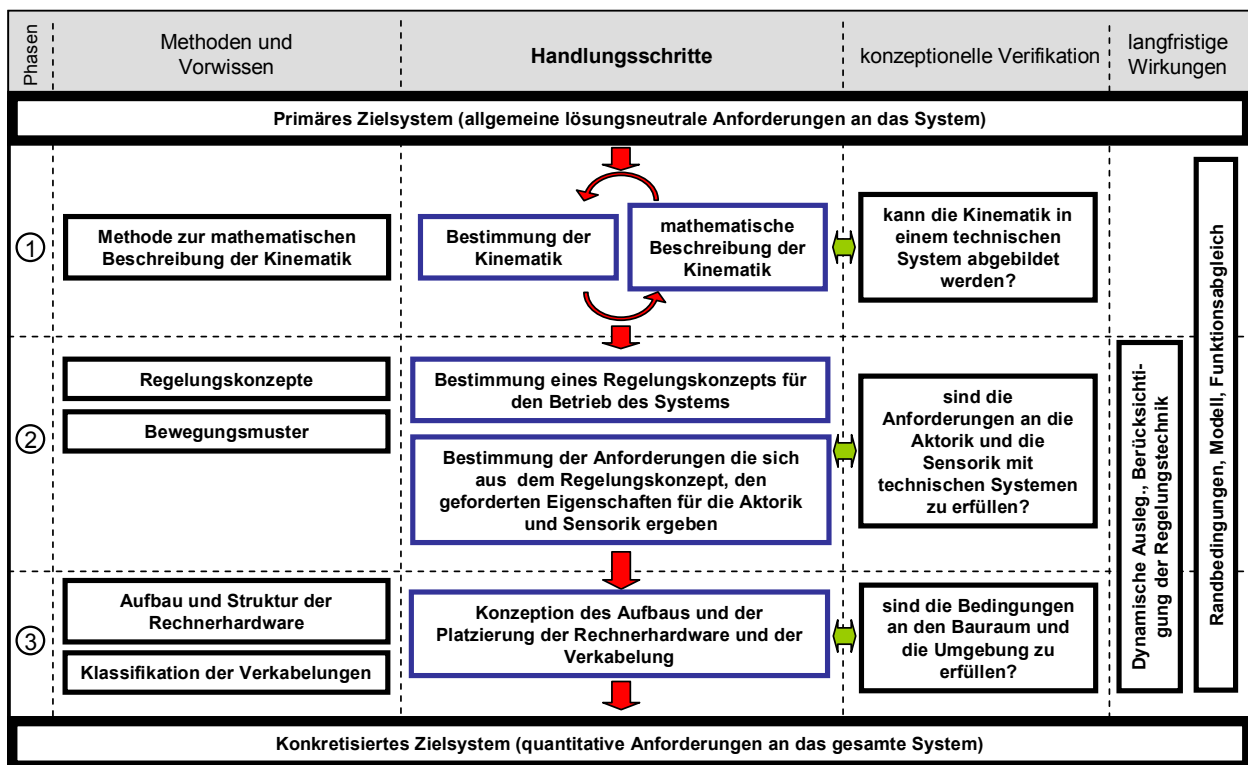 Phasen
Methoden und
Vorwissen
Handlungsschritte
konzeptionelle Verifikation
langfristige
Wirkungen
Primäres Zielsystem (allgemeine lösungsneutrale Anforderungen an das System)
1
Methode zur mathematischen
Beschreibung der Kinematik
Bestimmung der
Kinematik
mathematische
Beschreibung der
Kinematik
kann die Kinematik in
einem technischen
System abgebildet
werden?
2
Regelungskonzepte
Bewegungsmuster
Bestimmung eines Regelungskonzepts für
den Betrieb des Systems
Bestimmung der Anforderungen die sich
aus dem Regelungskonzept, den
geforderten Eigenschaften für die Aktorik
und Sensorik ergeben
sind die
Anforderungen an die
Aktorik und die
Sensorik mit
technischen Systemen
zu erfüllen?
3
Aufbau und Struktur der
Rechnerhardware
Klassifikation der Verkabelungen
Konzeption des Aufbaus und der
Platzierung der Rechnerhardware und der
Verkabelung
sind die Bedingungen
an den Bauraum und
die Umgebung zu
erfüllen?
Dynamische Ausleg., Berücksichti-
gung der Regelungstechnik
Randbedingungen, Modell, Funktionsabgleich
Konkretisiertes Zielsystem (quantitative Anforderungen an das gesamte System)